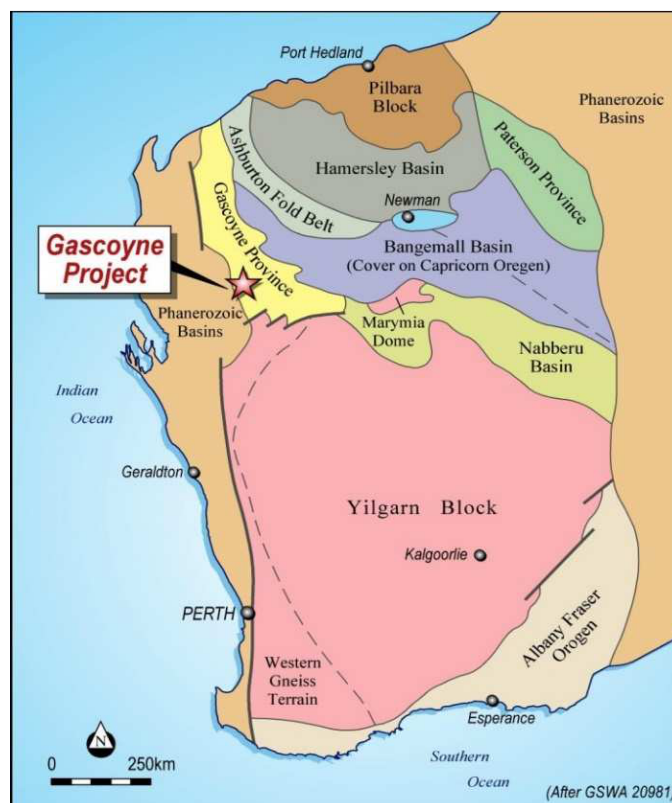 Port Hedland
Pilbara
Block
Phanerozoic
Basins
Ashburton Fold Belt
Hamersley Basin
Paterson Province
Newman
Gascoyne Province
Bangemall Basin
(Cover on Capricorn Oregen)
Gascoyne
Project
Phanerozoic
Basins
Marymia
Dome
Nabberu
Basin
Indian
Ocean
Geraldton
Yilgarn Block
Kalgoorlie
PERTH
Albany Fraser
Orogen
Western
Gneiss
Terrain
Esperance
N
0 250km
Southern
Ocean
(After GSWA 20981)